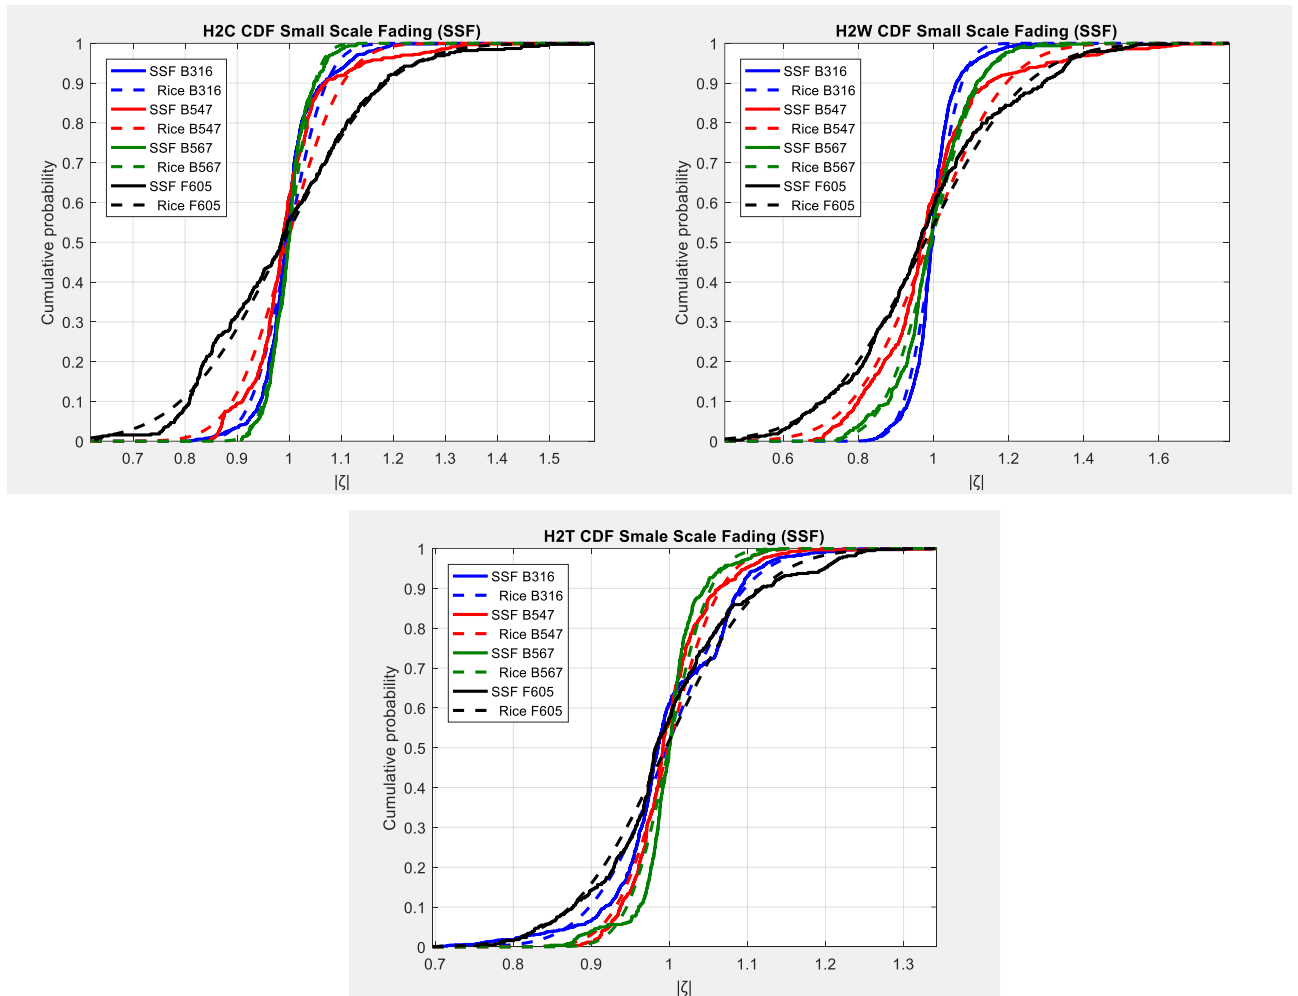 H2C CDF Small Scale Fading (SSF)
Cumulative probability
1
0.9
0.8
0.7
0.6
0.5
0.4
0.3
0.2
0.1
0
SSF B316
Rice B316
SSF B547
Rice B547
SSF B567
Rice B567
SSF F605
Rice F605
0.7 0.8 0.9 1 1.1 1.2 1.3 1.4 1.5
|ζ|
H2W CDF Small Scale Fading (SSF)
Cumulative probability
1
0.9
0.8
0.7
0.6
0.5
0.4
0.3
0.2
0.1
0
SSF B316
Rice B316
SSF B547
Rice B547
SSF B567
Rice B567
SSF F605
Rice F605
0.6 0.8 1 1.2 1.4 1.6
|ζ|
H2T CDF Smale Scale Fading (SSF)
Cumulative probability
1
0.9
0.8
0.7
0.6
0.5
0.4
0.3
0.2
0.1
0
SSF B316
Rice B316
SSF B547
Rice B547
SSF B567
Rice B567
SSF F605
Rice F605
0.7 0.8 0.9 1 1.1 1.2 1.3
|ζ|